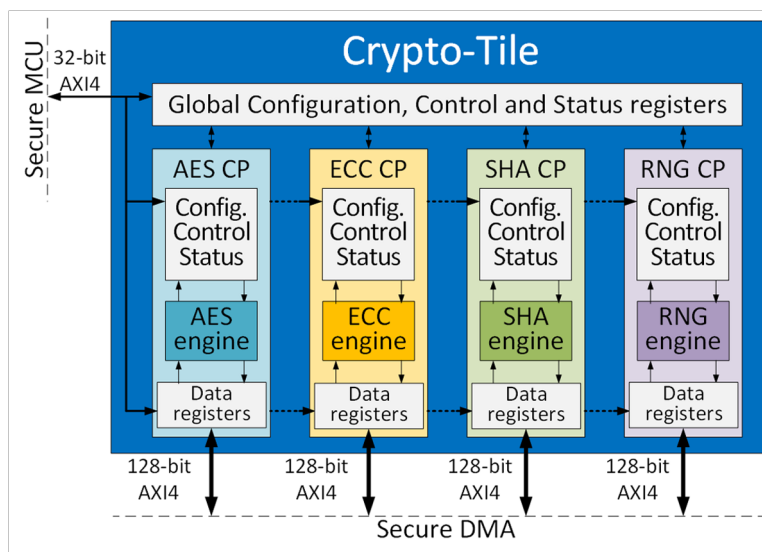 Crypto-Tile
32-bit
AXI4
Secure MCU
Global Configuration, Control and Status registers
AES CP
ECC CP
SHA CP
RNG CP
Config.
Control
Status
Config.
Control
Status
Config.
Control
Status
Config.
Control
Status
AES
engine
ECC
engine
SHA
engine
RNG
engine
Data
registers
Data
registers
Data
registers
Data
registers
128-bit
AXI4
128-bit
AXI4
128-bit
AXI4
128-bit
AXI4
Secure DMA